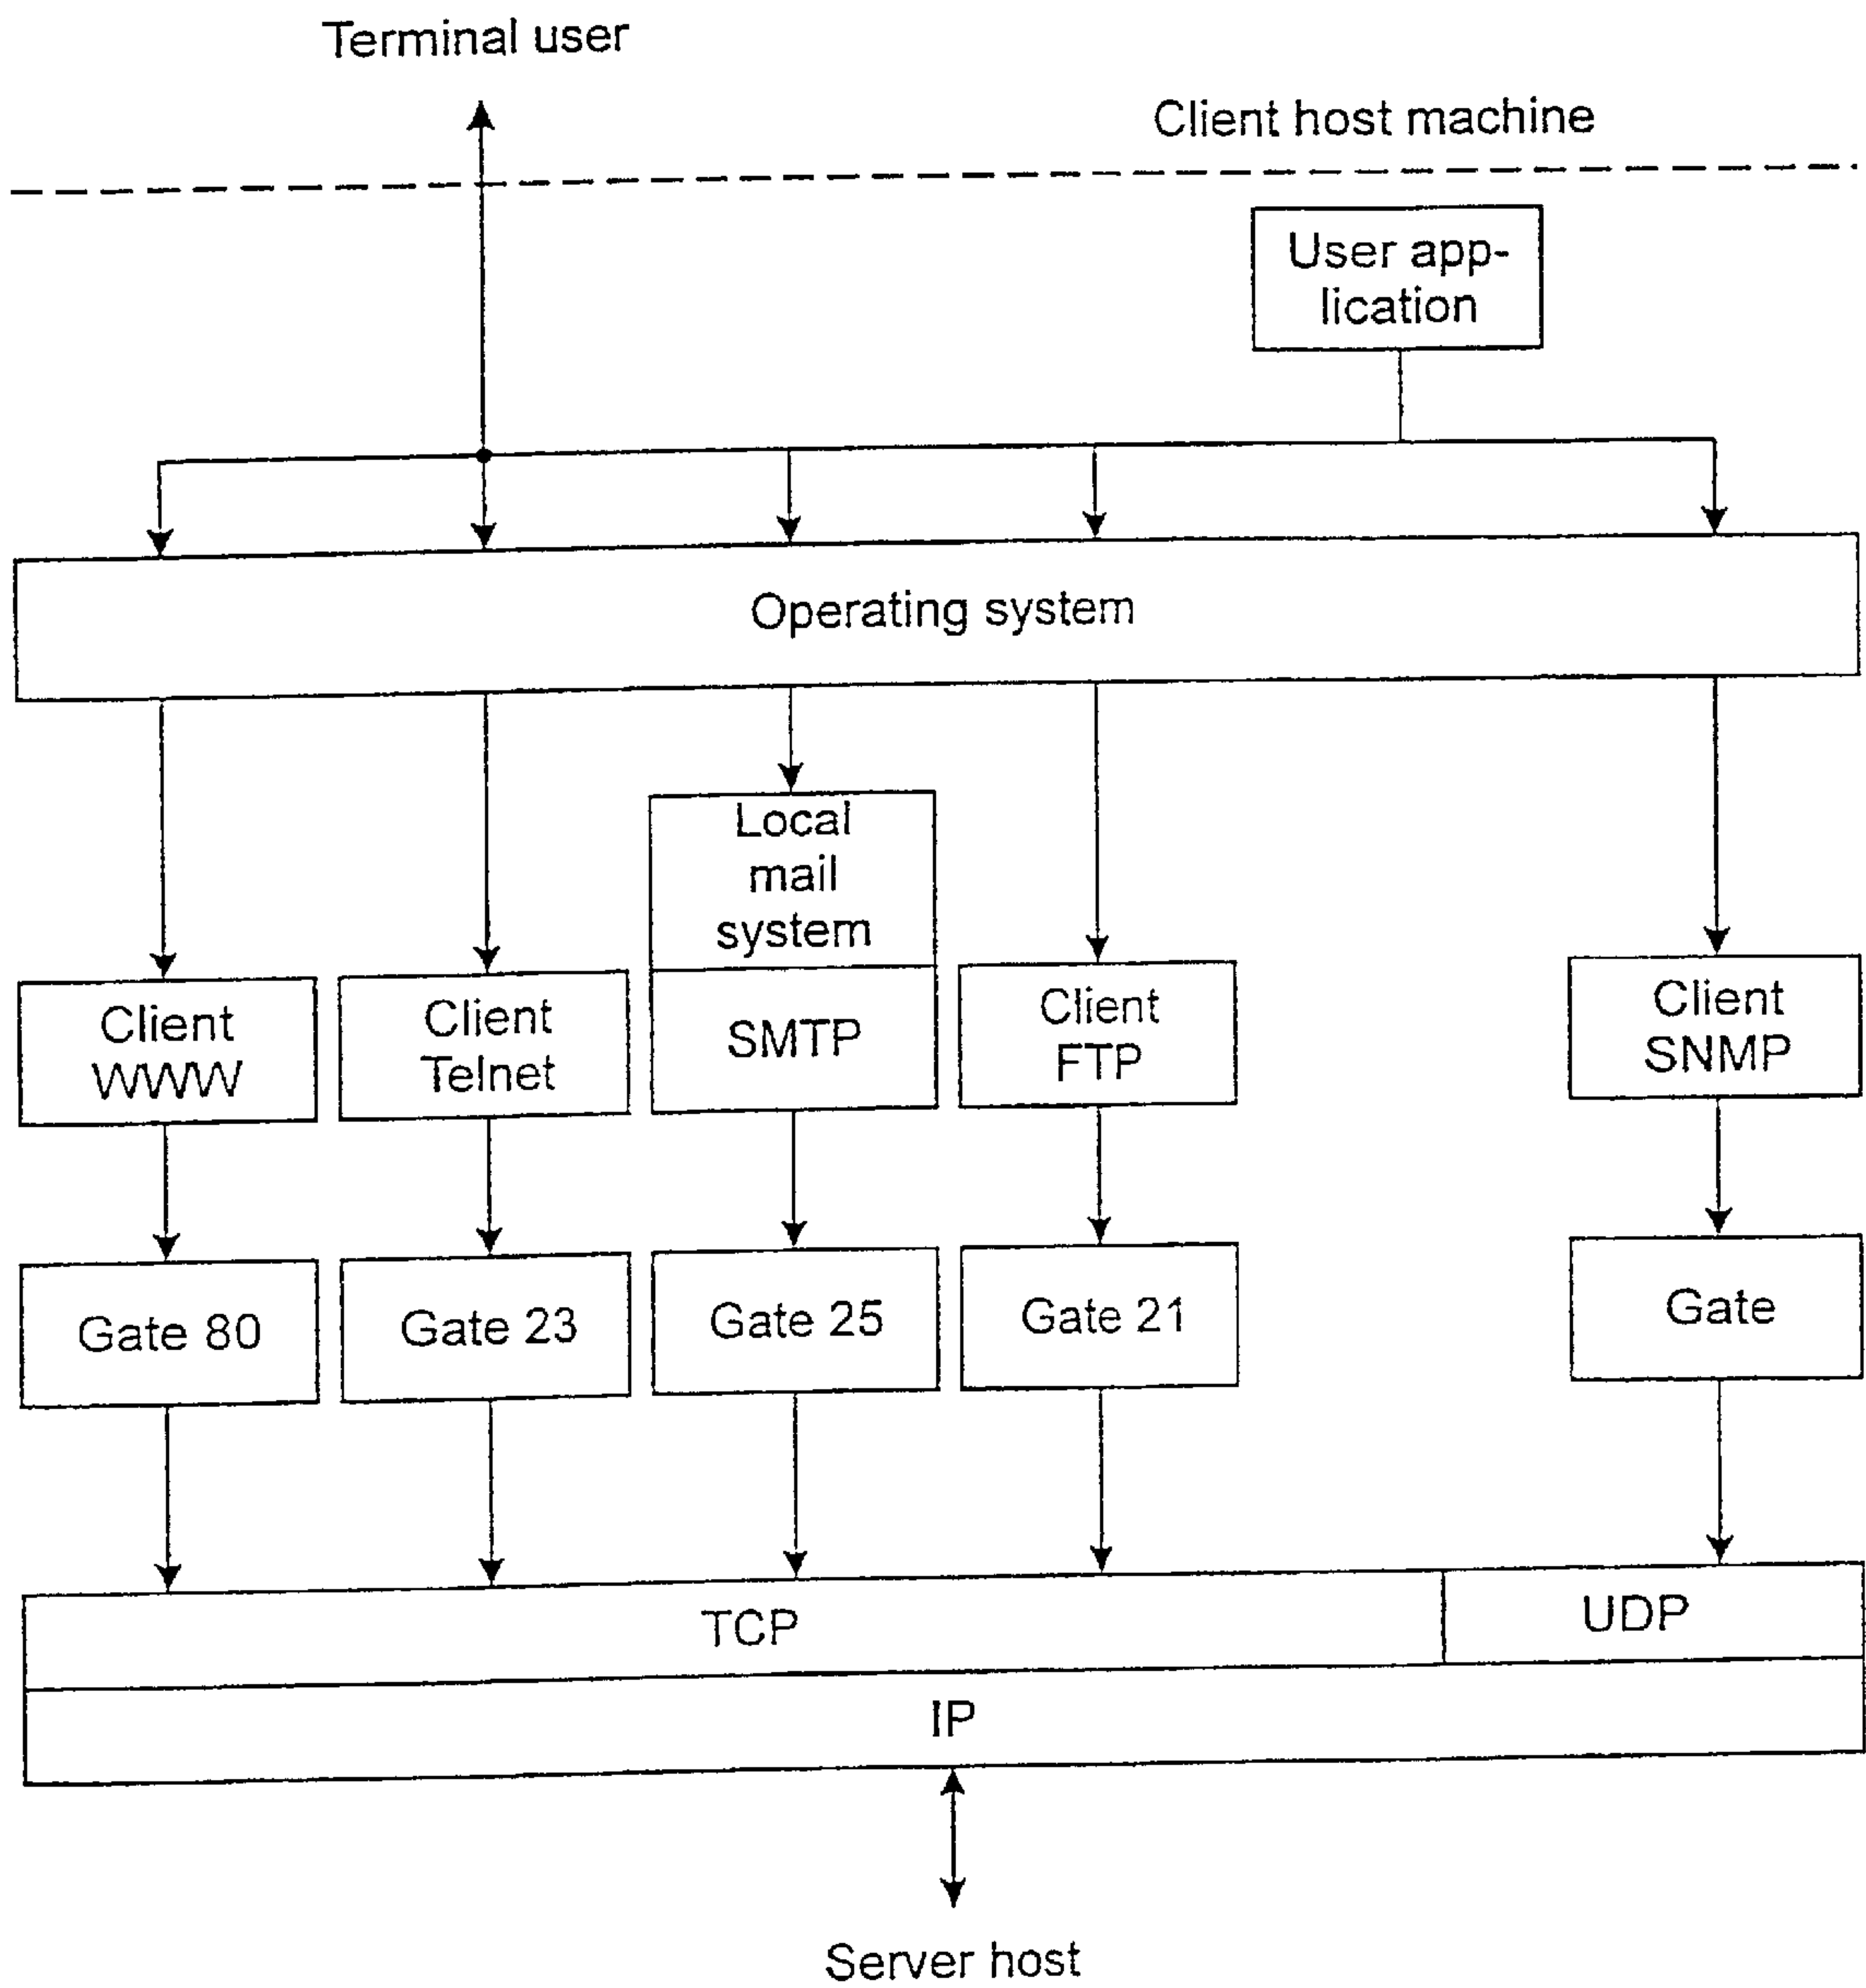 Terminal user
Client host machine
User app-
lication
Operating system
Local
mail
system
Client
WWW
Client
Telnet
SMTP
Client
FTP
Client
SNMP
Gate 80
Gate 23
Gate 25
Gate 21
Gate
TCP
UDP
IP
Server host